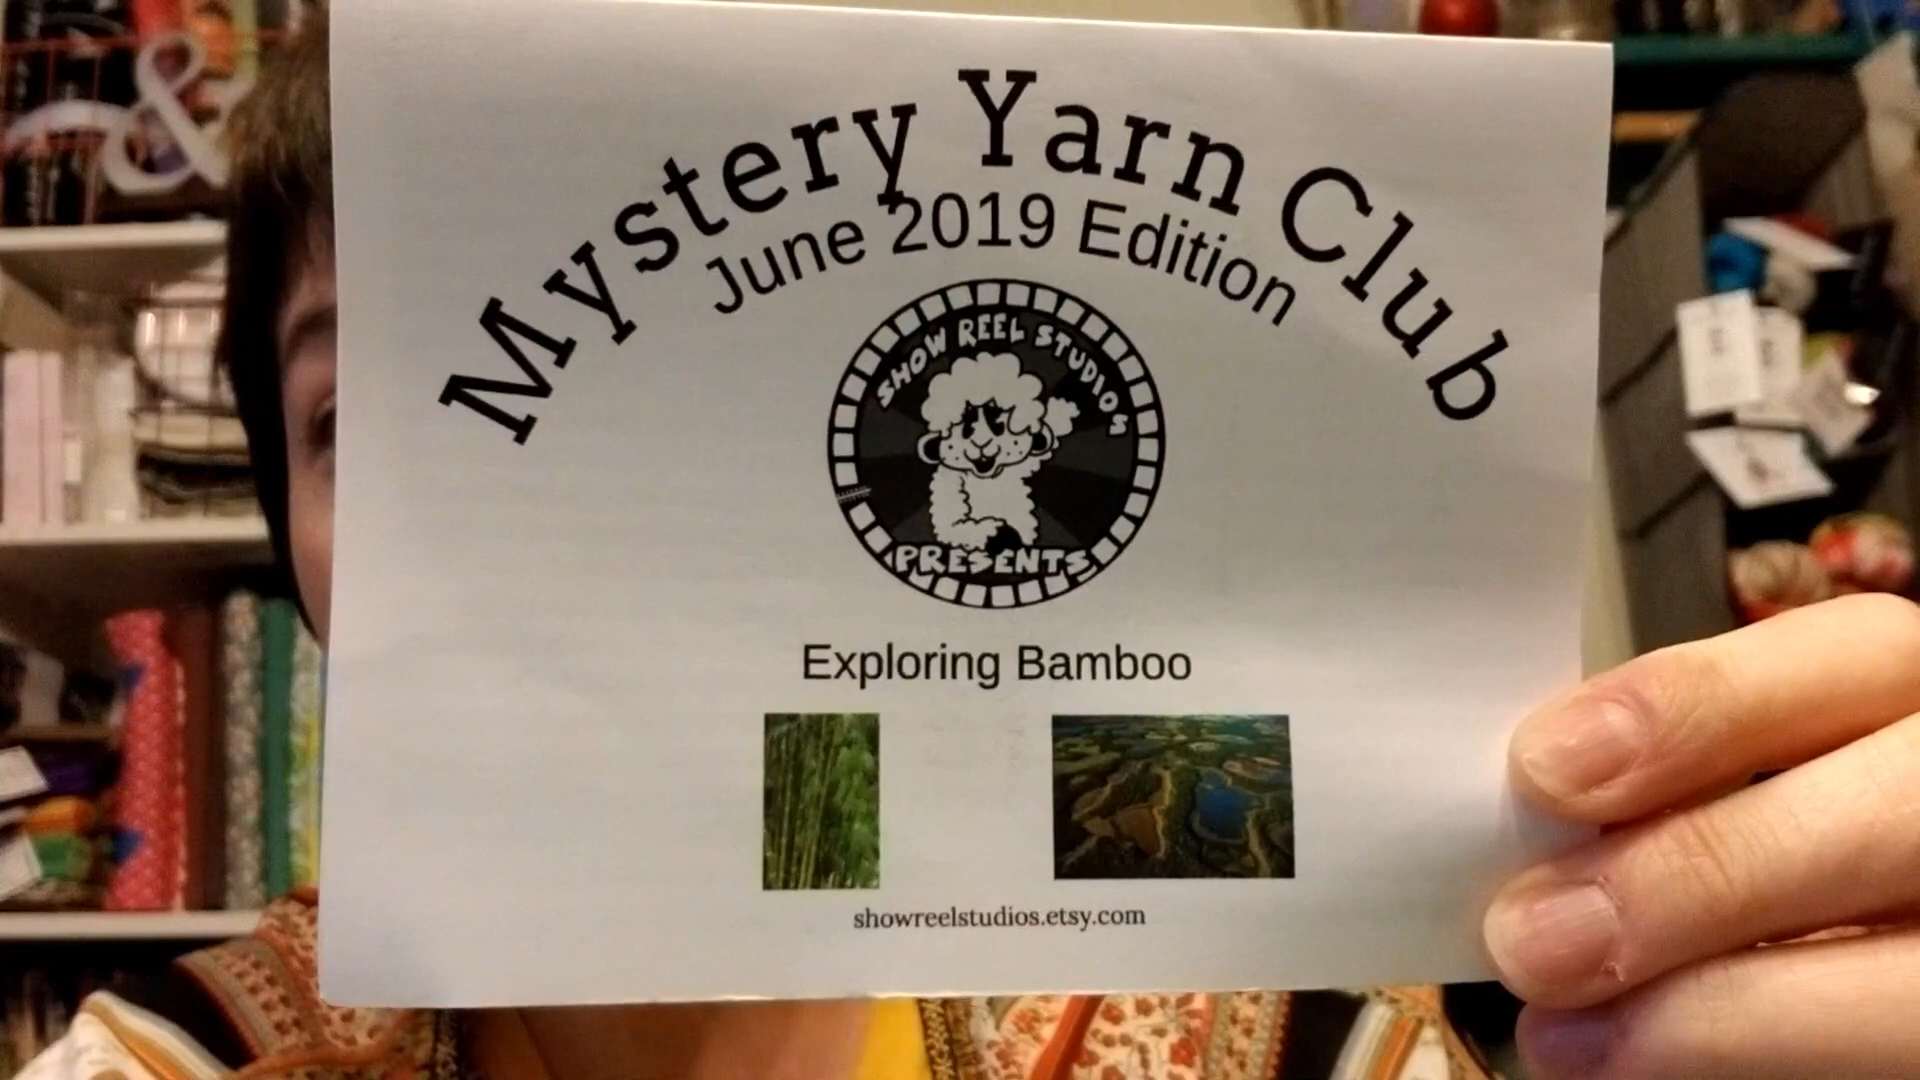 &
Mystery Yarn Club
June 2019 Edition
SHOW REEL STUDIOS
PRESENTS
Exploring Bamboo
showreelstudios.etsy.com